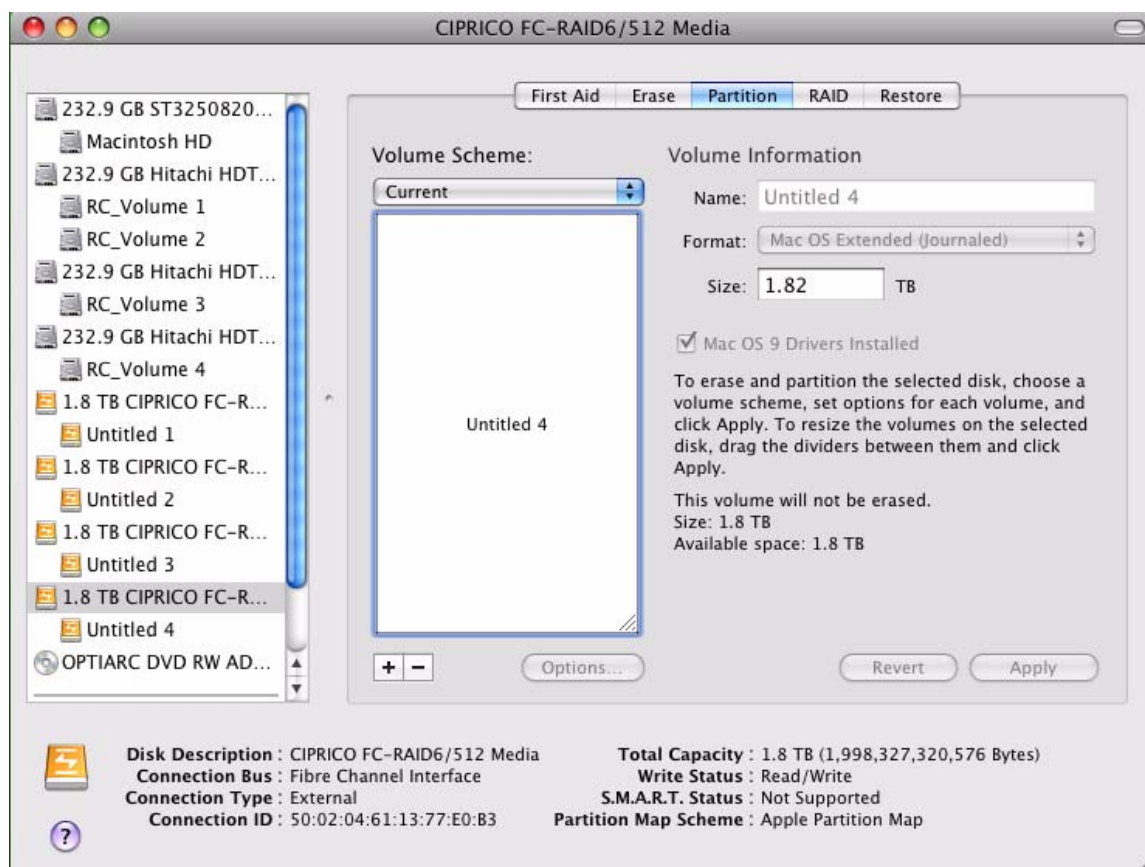 CIPRICO FC-RAID6/512 Media
232.9 GB ST3250820...
Macintosh HD
232.9 GB Hitachi HDT...
RC_Volume 1
RC_Volume 2
232.9 GB Hitachi HDT...
RC_Volume 3
232.9 GB Hitachi HDT...
RC_Volume 4
1.8 TB CIPRICO FC-R...
Untitled 1
1.8 TB CIPRICO FC-R...
Untitled 2
1.8 TB CIPRICO FC-R...
Untitled 3
1.8 TB CIPRICO FC-R...
Untitled 4
OPTIARC DVD RW AD...
First Aid Erase Partition RAID Restore
Volume Scheme:
Current
Untitled 4
+ −
Options...
Volume Information
Name: Untitled 4
Format: Mac OS Extended (Journaled)
Size: 1.82 TB
Mac OS 9 Drivers Installed
To erase and partition the selected disk, choose a
volume scheme, set options for each volume, and
click Apply. To resize the volumes on the selected
disk, drag the dividers between them and click
Apply.
This volume will not be erased.
Size: 1.8 TB
Available space: 1.8 TB
Revert Apply
Disk Description : CIPRICO FC-RAID6/512 Media
Connection Bus : Fibre Channel Interface
Connection Type : External
Connection ID : 50:02:04:61:13:77:E0:B3
Total Capacity : 1.8 TB (1,998,327,320,576 Bytes)
Write Status : Read/Write
S.M.A.R.T. Status : Not Supported
Partition Map Scheme : Apple Partition Map
?